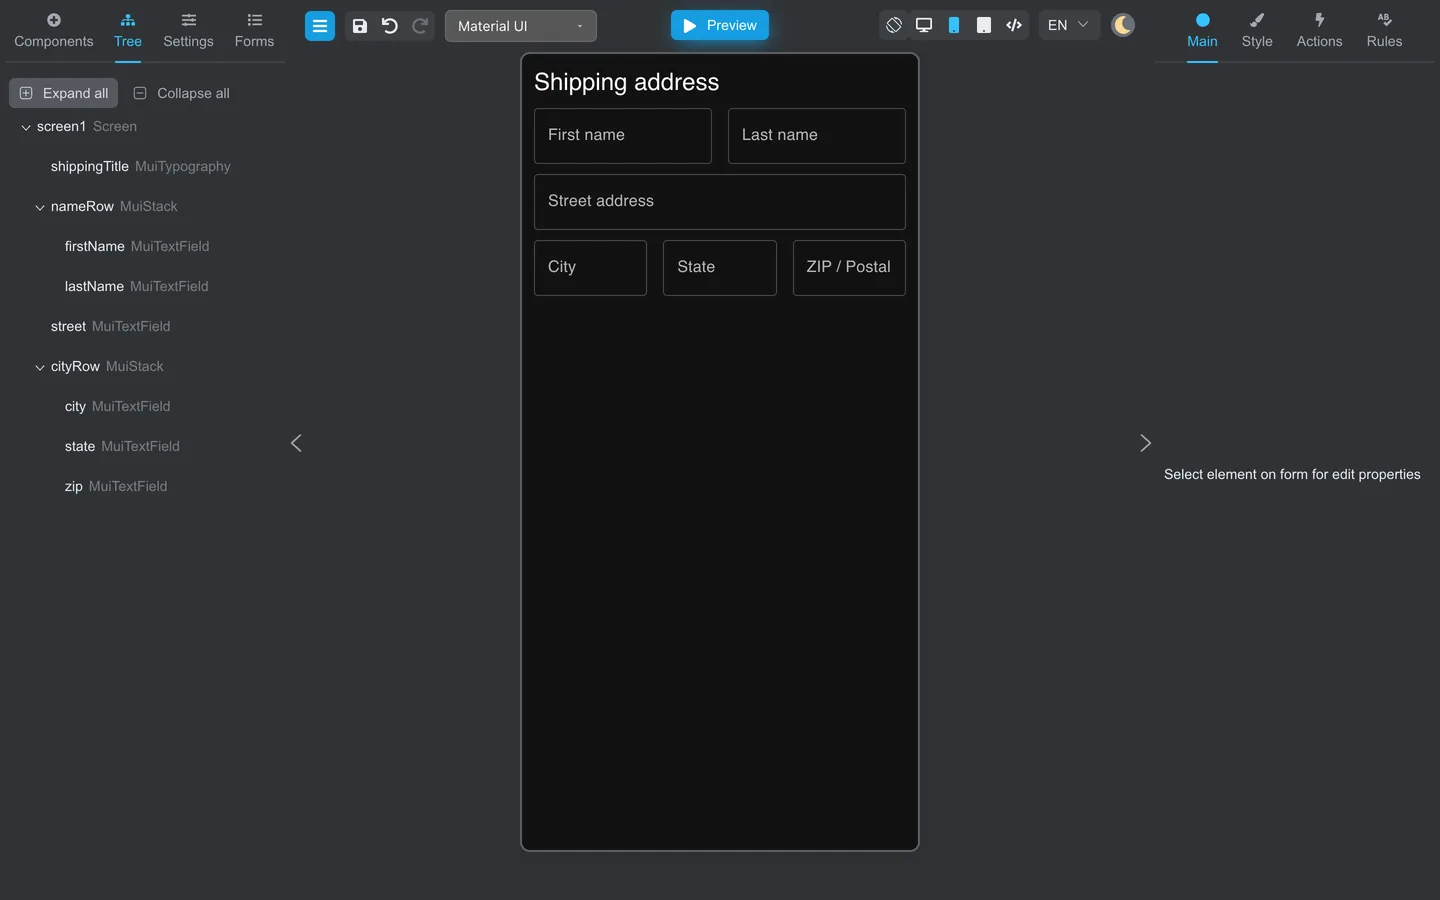 Components Tree Settings Forms
Material UI
Preview
EN
Main Style Actions Rules
Expand all Collapse all
screen1 Screen
shippingTitle MuiTypography
nameRow MuiStack
firstName MuiTextField
lastName MuiTextField
street MuiTextField
cityRow MuiStack
city MuiTextField
state MuiTextField
zip MuiTextField
Shipping address
First name Last name
Street address
City State ZIP / Postal
Select element on form for edit properties